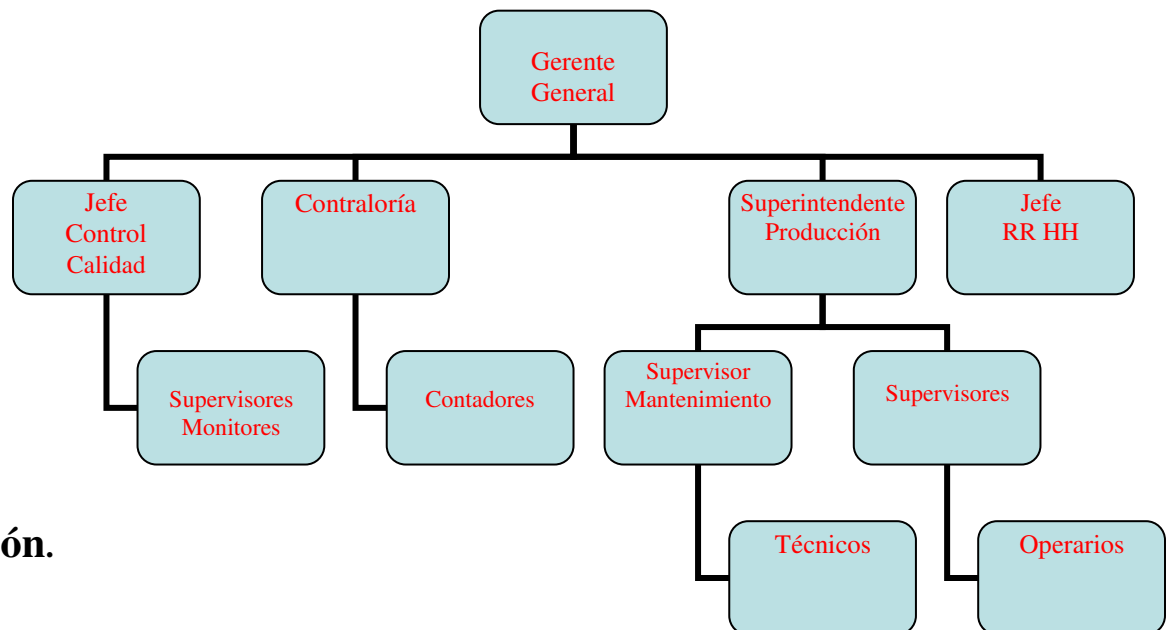 Gerente
General
Jefe
Control
Calidad
Contraloría
Superintendente
Producción
Jefe
RR HH
Supervisores
Monitores
Contadores
Supervisor
Mantenimiento
Supervisores
ón.
Técnicos
Operarios